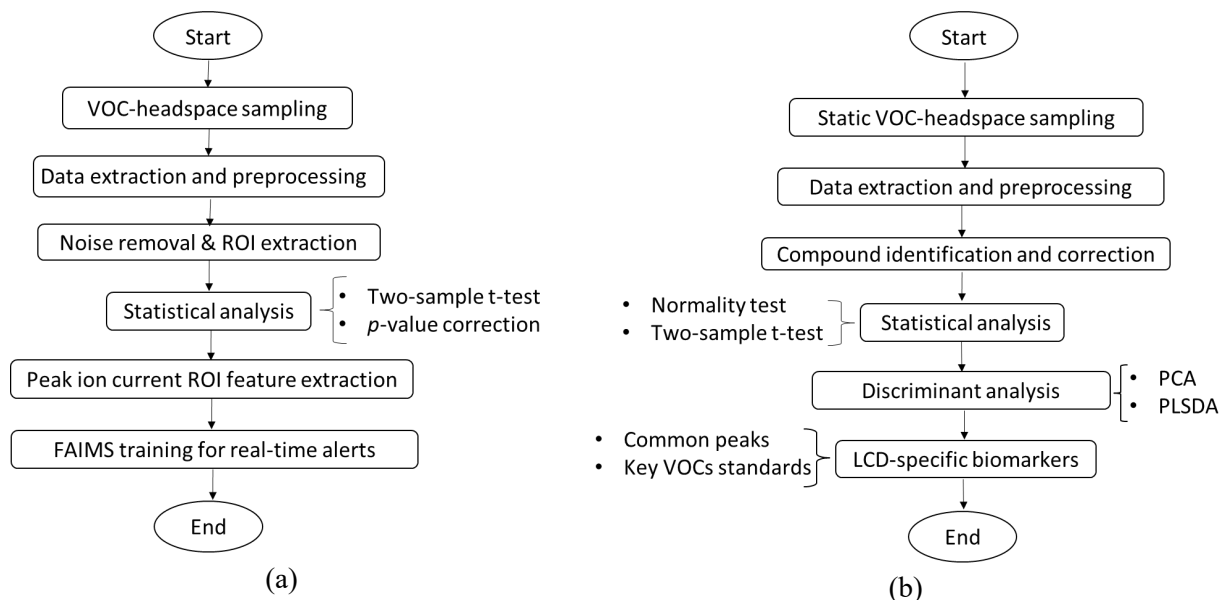 Start
VOC-headspace sampling
Data extraction and preprocessing
Noise removal & ROI extraction
Statistical analysis
• Two-sample t-test
• p-value correction
Peak ion current ROI feature extraction
FAIMS training for real-time alerts
End
(a)
Start
Static VOC-headspace sampling
Data extraction and preprocessing
Compound identification and correction
• Normality test
• Two-sample t-test
Statistical analysis
Discriminant analysis
• PCA
• PLSDA
• Common peaks
• Key VOCs standards
LCD-specific biomarkers
End
(b)